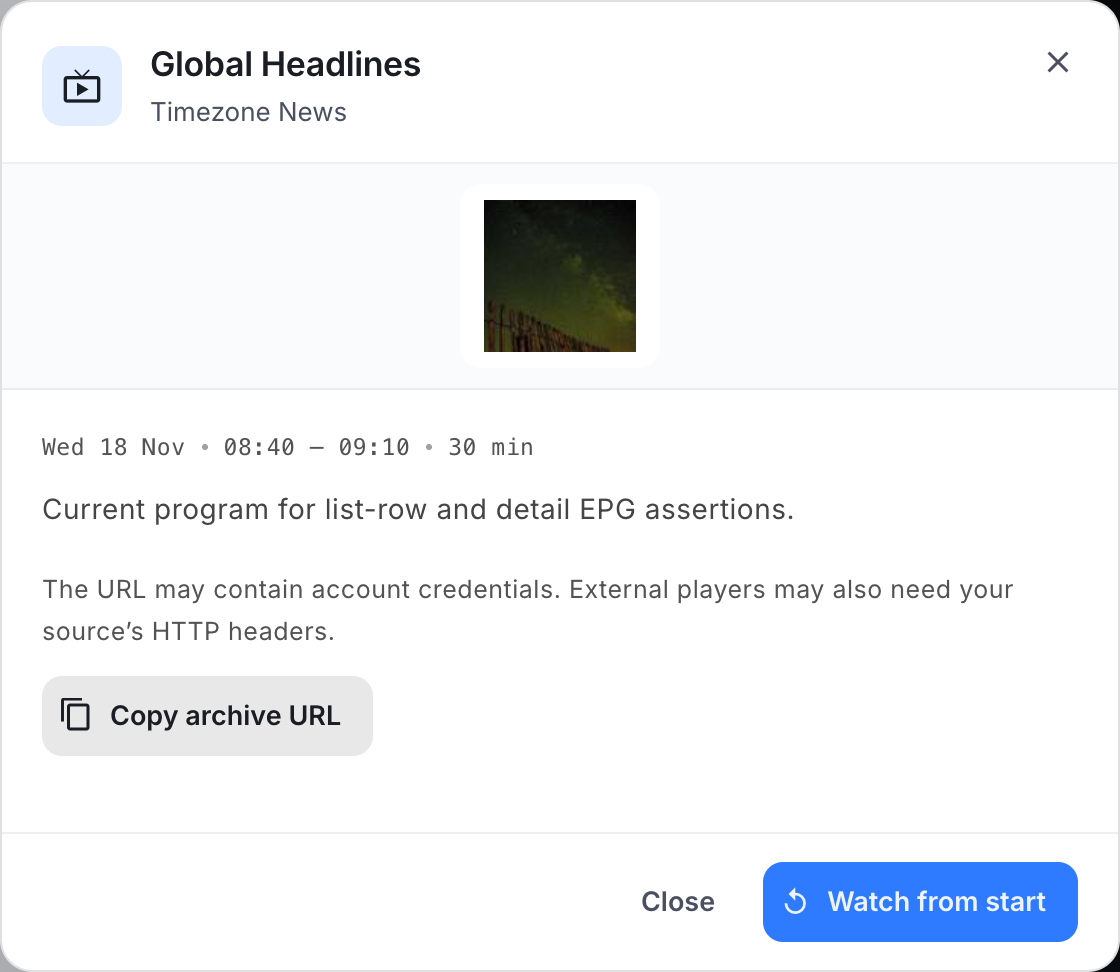 Global Headlines
Timezone News
Wed 18 Nov • 08:40 – 09:10 • 30 min
Current program for list-row and detail EPG assertions.
The URL may contain account credentials. External players may also need your
source’s HTTP headers.
Copy archive URL
Close
Watch from start